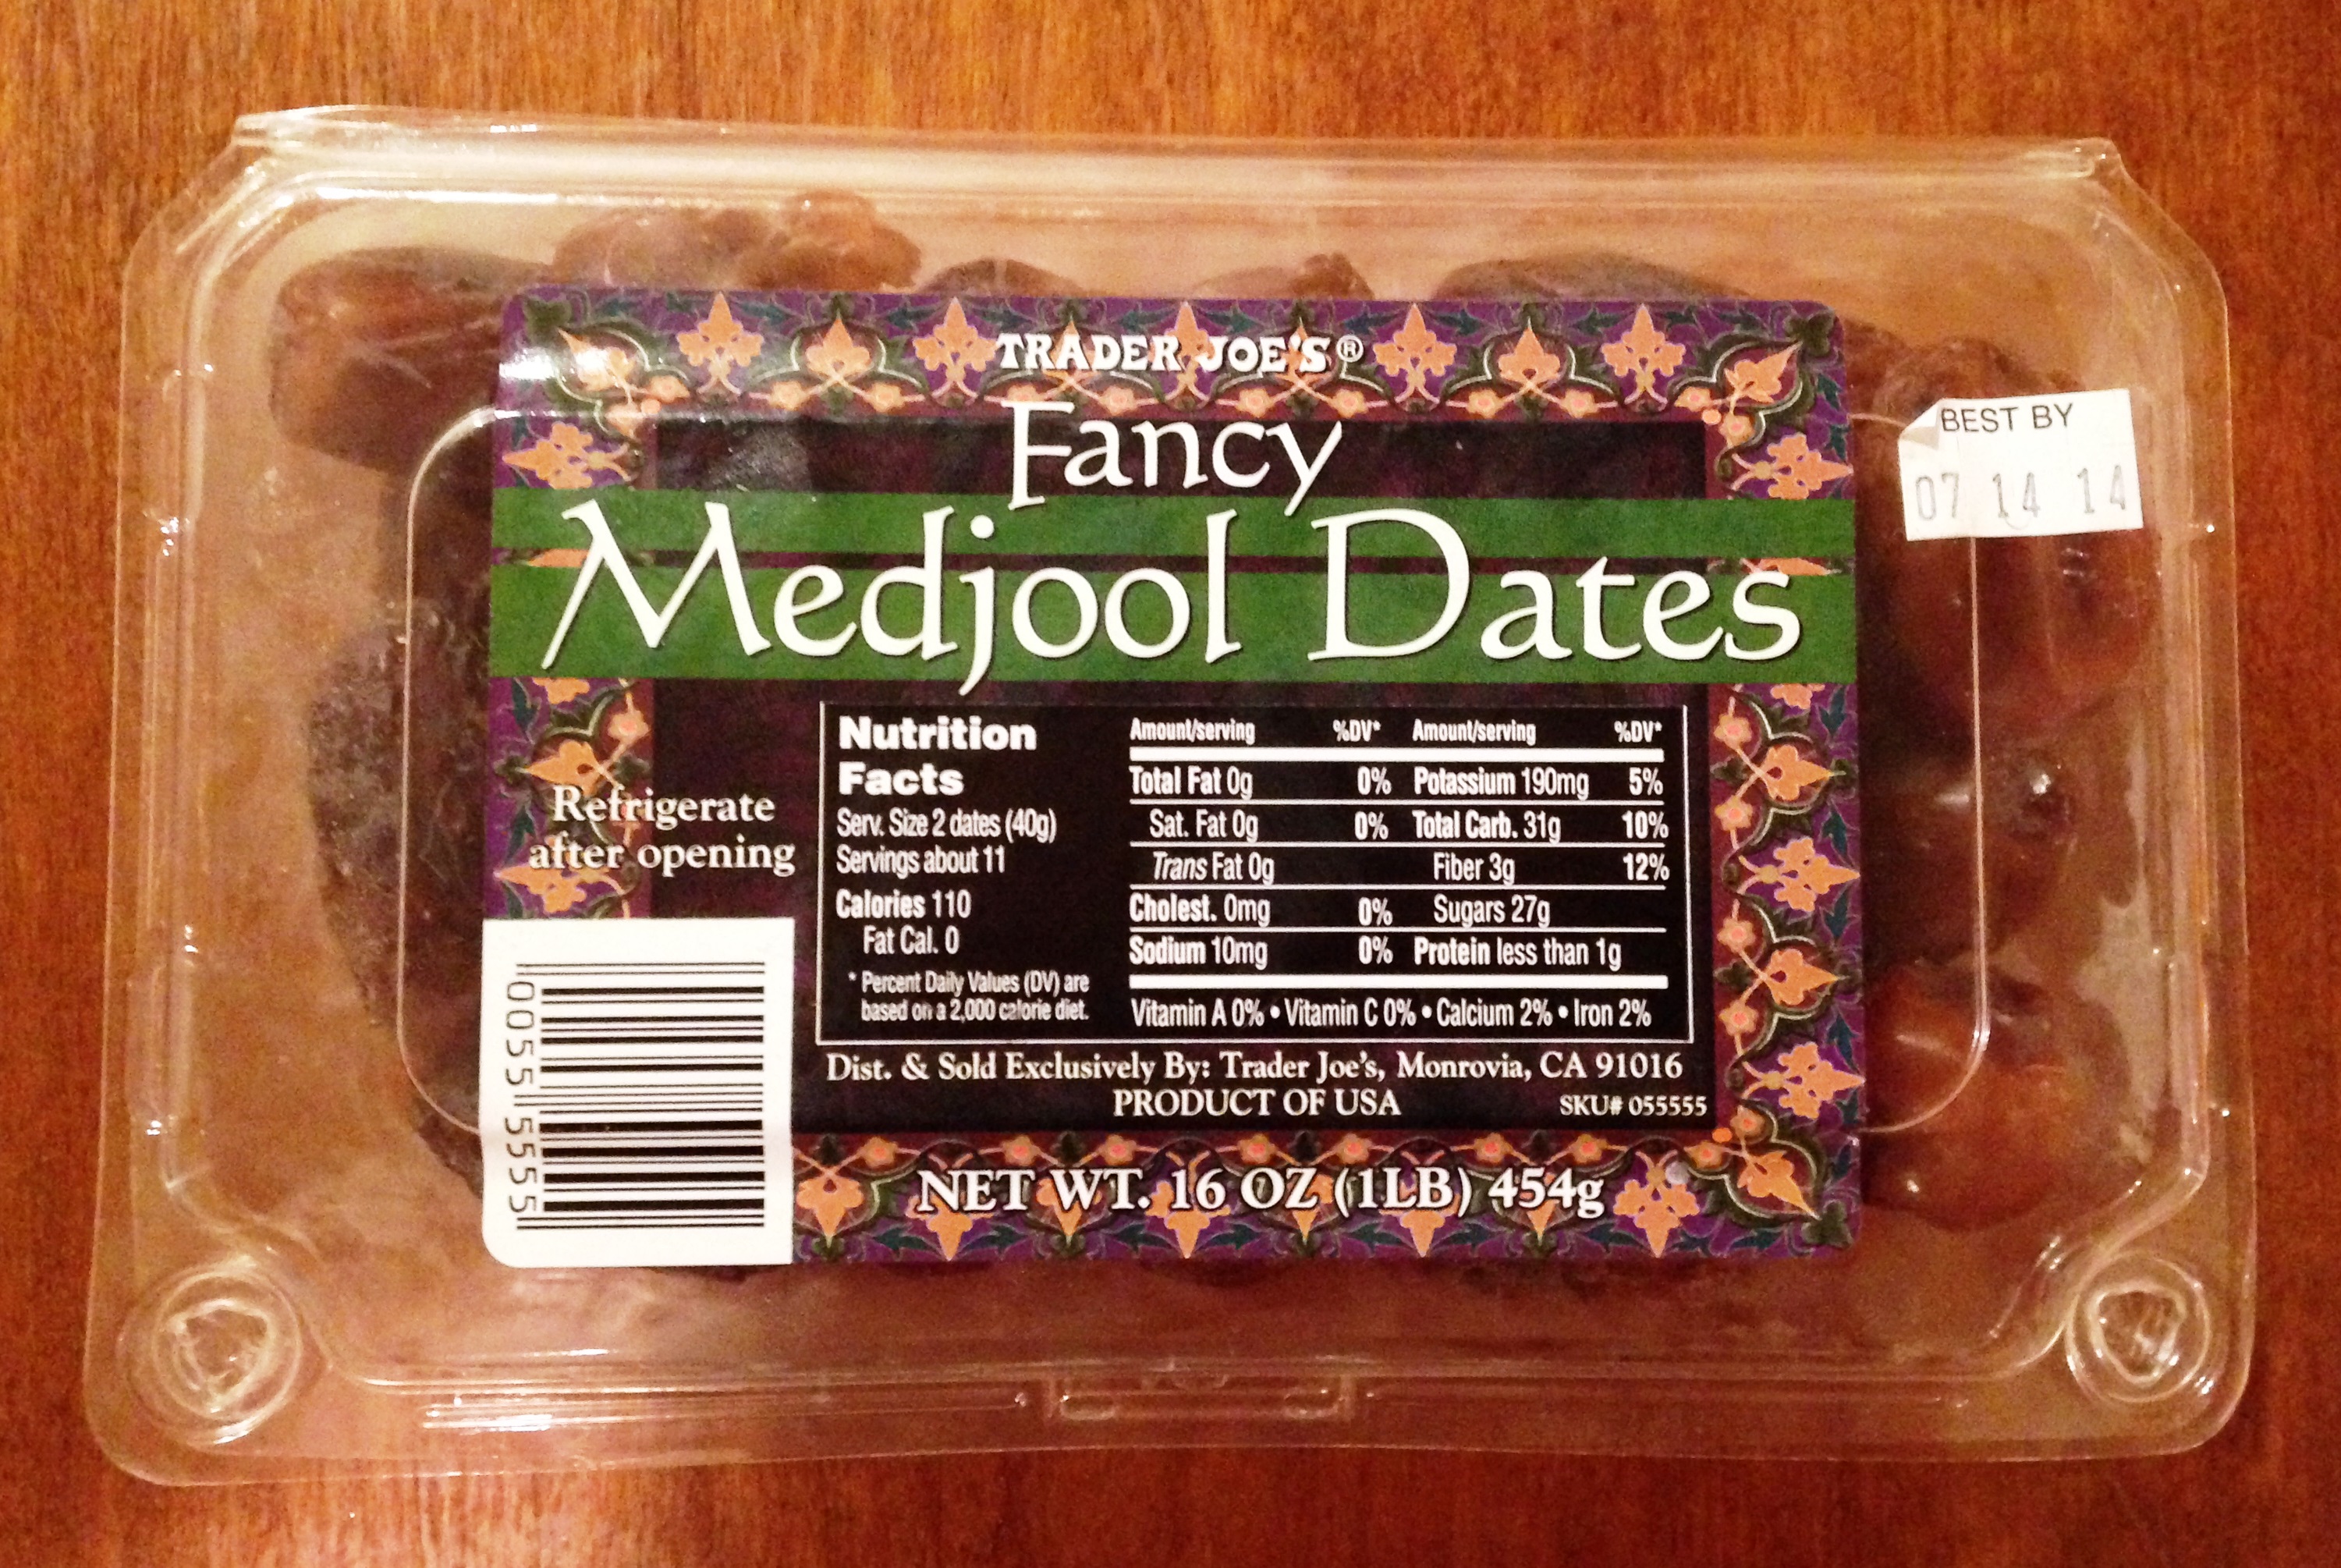 TRADER JOE'S®
Fancy
Medjool Dates
BEST BY
07 14 14
Refrigerate
after opening
Nutrition
Facts
Serv. Size 2 dates (40g)
Servings about 11
Calories 110
Fat Cal. 0
* Percent Daily Values (DV) are
based on a 2,000 calorie diet.
Amount/serving %DV* Amount/serving %DV*
Total Fat 0g 0% Potassium 190mg 5%
Sat. Fat 0g 0% Total Carb. 31g 10%
Trans Fat 0g Fiber 3g 12%
Cholest. 0mg 0% Sugars 27g
Sodium 10mg 0% Protein less than 1g
Vitamin A 0% • Vitamin C 0% • Calcium 2% • Iron 2%
Dist. & Sold Exclusively By: Trader Joe's, Monrovia, CA 91016
PRODUCT OF USA SKU# 055555
0055 5555
NET WT. 16 OZ (1LB) 454g